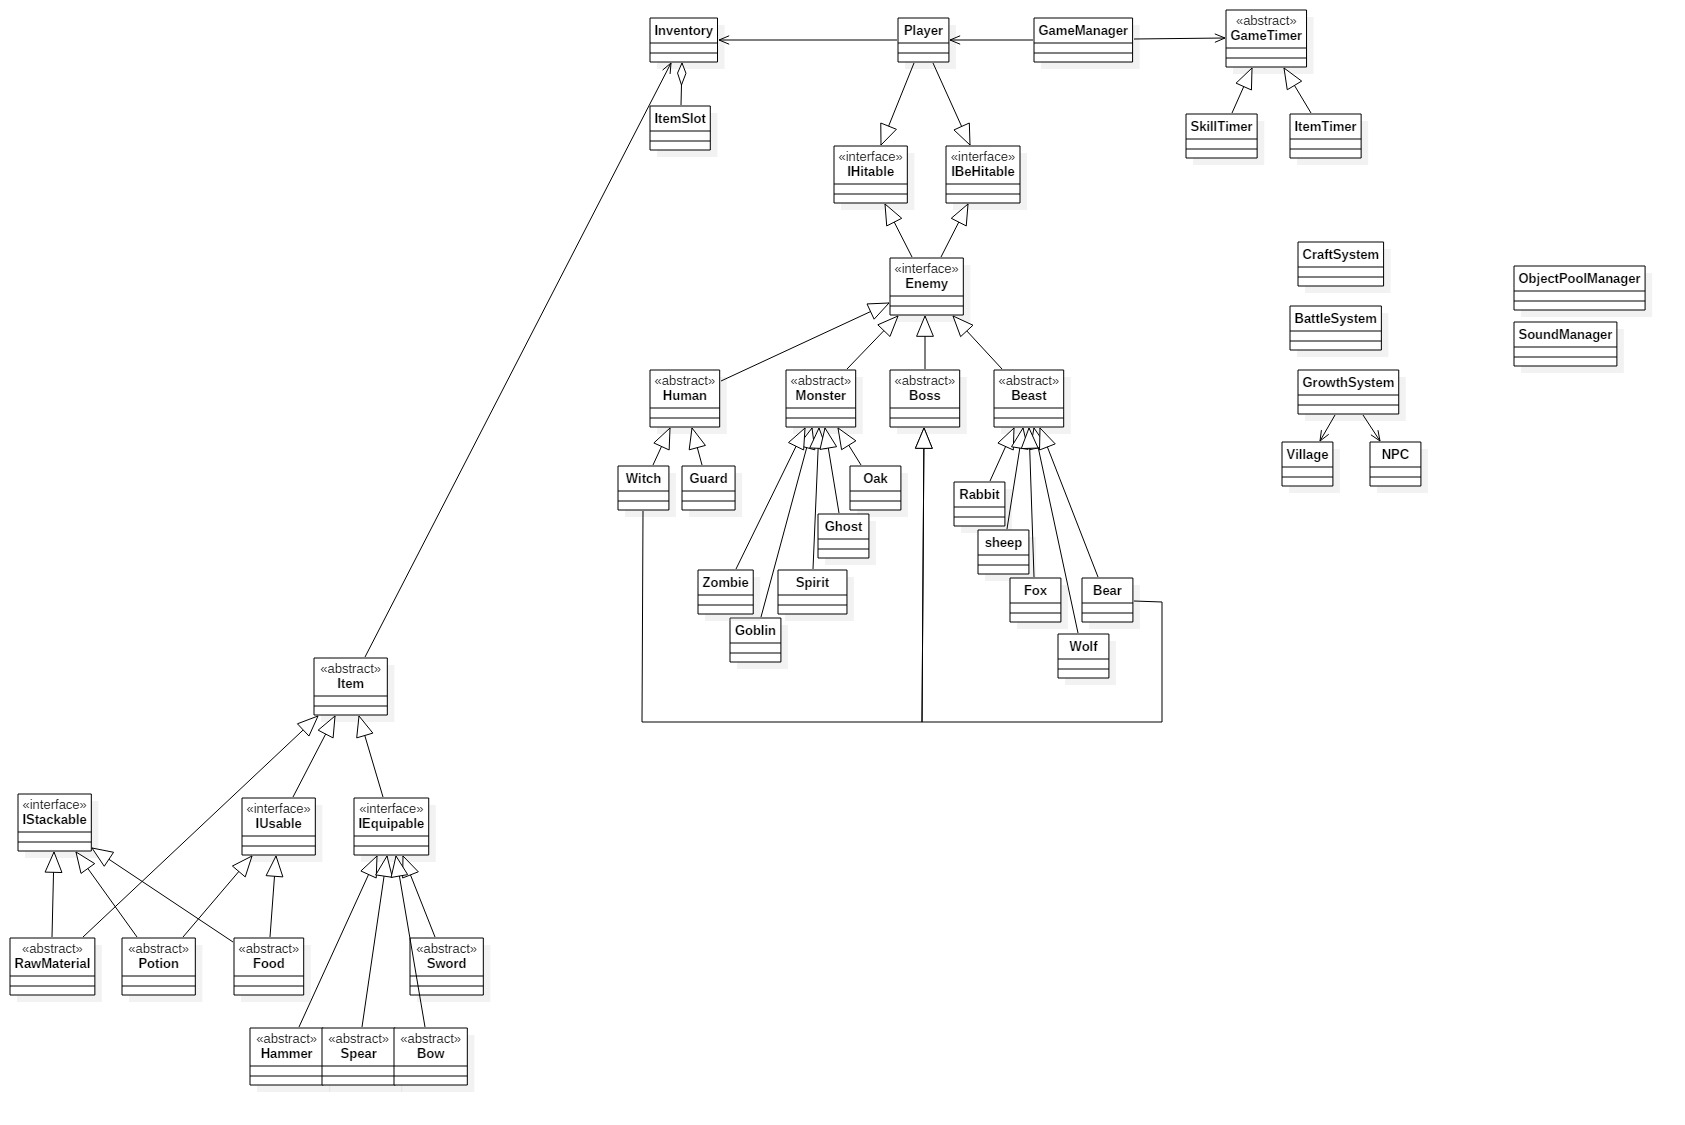 Inventory
Player
GameManager
«abstract»
GameTimer
ItemSlot
SkillTimer
ItemTimer
«interface»
IHitable
«interface»
IBeHitable
CraftSystem
«interface»
Enemy
ObjectPoolManager
BattleSystem
SoundManager
«abstract»
Human
«abstract»
Monster
«abstract»
Boss
«abstract»
Beast
GrowthSystem
Village
NPC
Witch
Guard
Oak
Rabbit
Ghost
sheep
Zombie
Spirit
Fox
Bear
Goblin
Wolf
«abstract»
Item
«interface»
IStackable
«interface»
IUsable
«interface»
IEquipable
«abstract»
RawMaterial
«abstract»
Potion
«abstract»
Food
«abstract»
Sword
«abstract»
Hammer
«abstract»
Spear
«abstract»
Bow